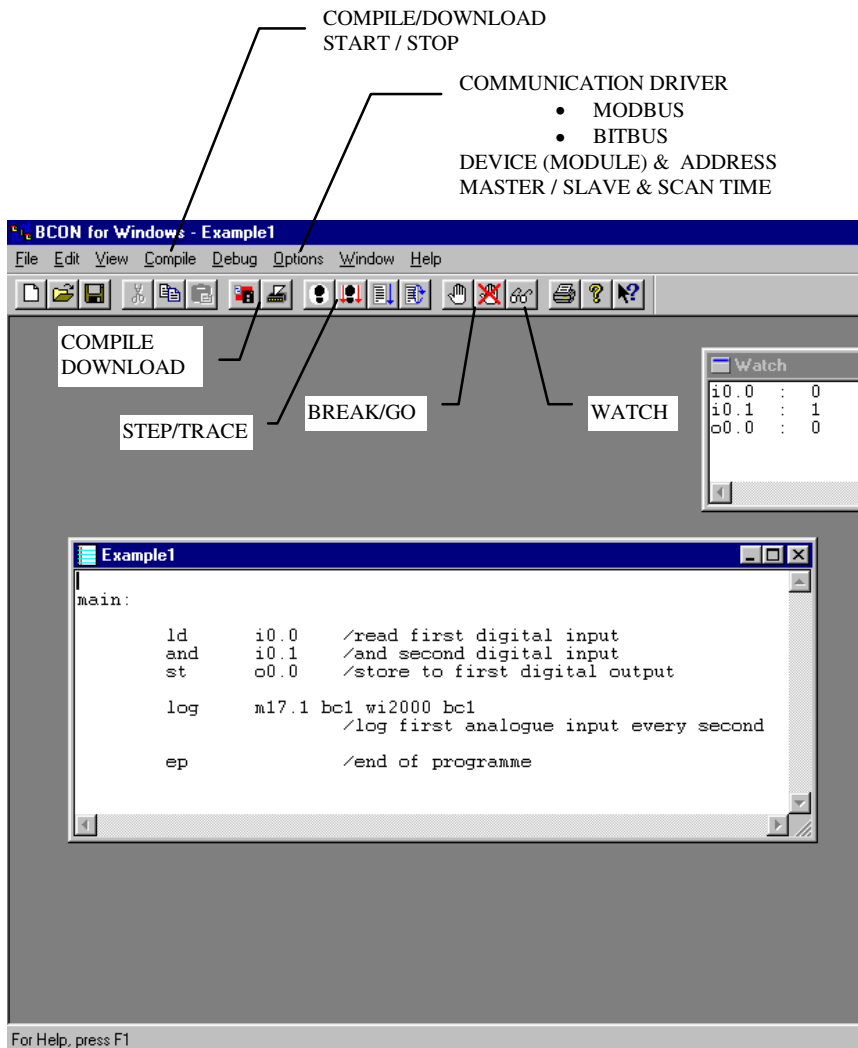 COMPILE/DOWNLOAD
START / STOP
COMMUNICATION DRIVER
• MODBUS
• BITBUS
DEVICE (MODULE) & ADDRESS
MASTER / SLAVE & SCAN TIME
BCON for Windows - Example1
File Edit View Compile Debug Options Window Help
COMPILE
DOWNLOAD
STEP/TRACE
BREAK/GO
WATCH
Watch
i0.0 : 0
i0.1 : 1
o0.0 : 0
Example1
main:
ld i0.0 /read first digital input
and i0.1 /and second digital input
st o0.0 /store to first digital output
log m17.1 bc1 wi2000 bc1
/log first analogue input every second
ep /end of programme
For Help, press F1